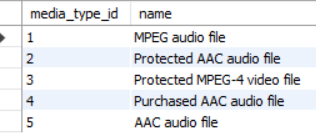 media_type_id name
1 MPEG audio file
2 Protected AAC audio file
3 Protected MPEG-4 video file
4 Purchased AAC audio file
5 AAC audio file